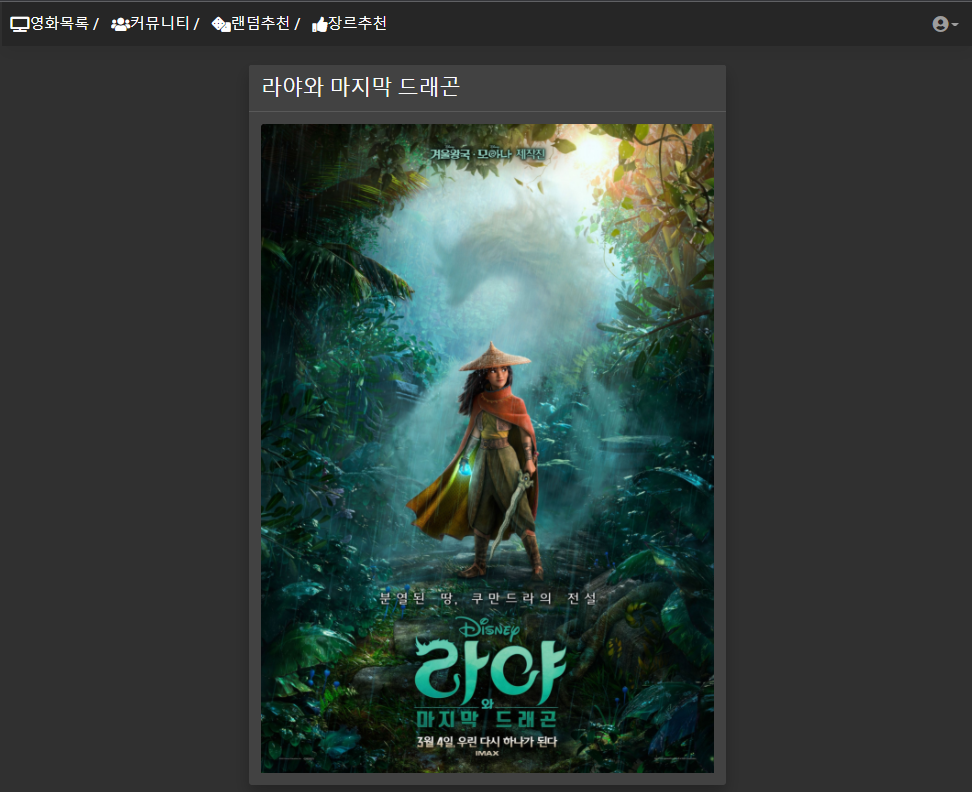 영화목록 / 커뮤니티 / 랜덤추천 / 장르추천
라야와 마지막 드래곤
겨울왕국 · 모아나 제작진
분열된 땅, 쿠만드라의 전설
Disney
라야
와
마지막 드래곤
3월 4일, 우린 다시 하나가 된다
IMAX